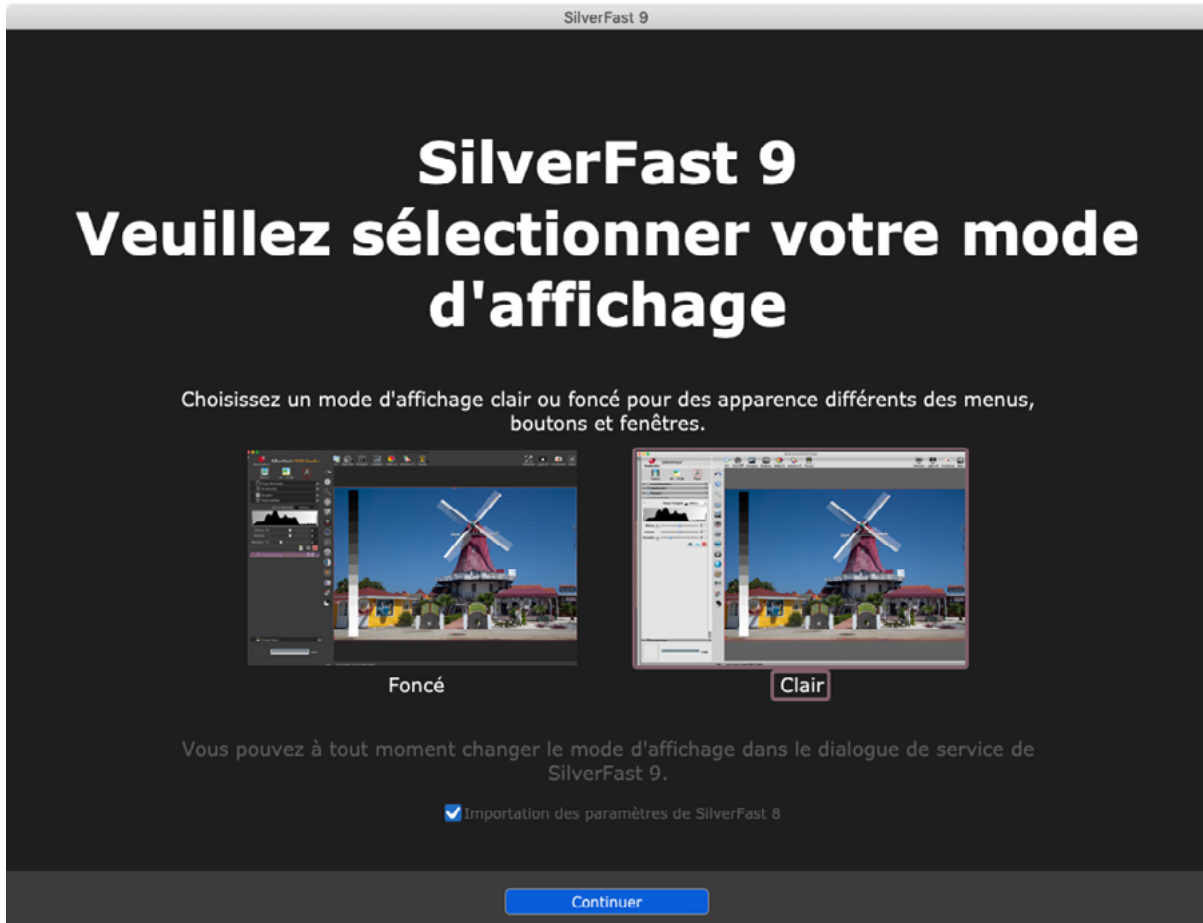 SilverFast 9
SilverFast 9
Veuillez sélectionner votre mode
d'affichage
Choisissez un mode d'affichage clair ou foncé pour des apparence différents des menus,
boutons et fenêtres.
Foncé
Clair
Vous pouvez à tout moment changer le mode d'affichage dans le dialogue de service de
SilverFast 9.
Importation des paramètres de SilverFast 8
Continuer